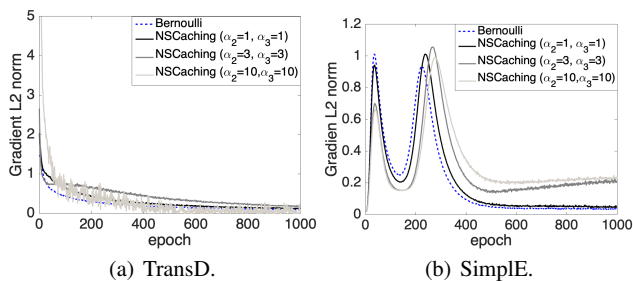 Bernoulli
NSCaching (α2=1, α3=1)
NSCaching (α2=3, α3=3)
NSCaching (α2=10,α3=10)
Gradient L2 norm
5
4
3
2
1
0
0 200 400 600 800 1000
epoch
(a) TransD.
Bernoulli
NSCaching (α2=1, α3=1)
NSCaching (α2=3, α3=3)
NSCaching (α2=10,α3=10)
Gradien L2 norm
1.2
1
0.8
0.6
0.4
0.2
0
0 200 400 600 800 1000
epoch
(b) SimplE.